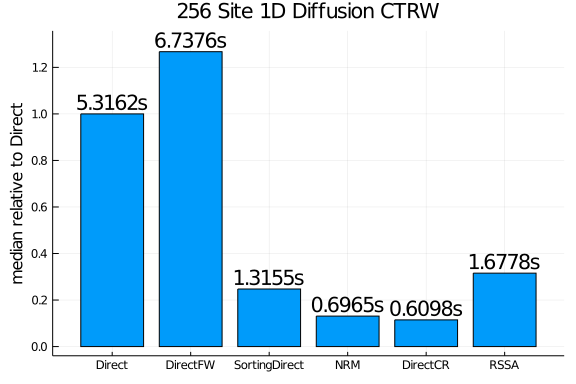 256 Site 1D Diffusion CTRW
median relative to Direct
1.2
1.0
0.8
0.6
0.4
0.2
0.0
5.3162s
6.7376s
1.3155s
0.6965s
0.6098s
1.6778s
Direct
DirectFW
SortingDirect
NRM
DirectCR
RSSA